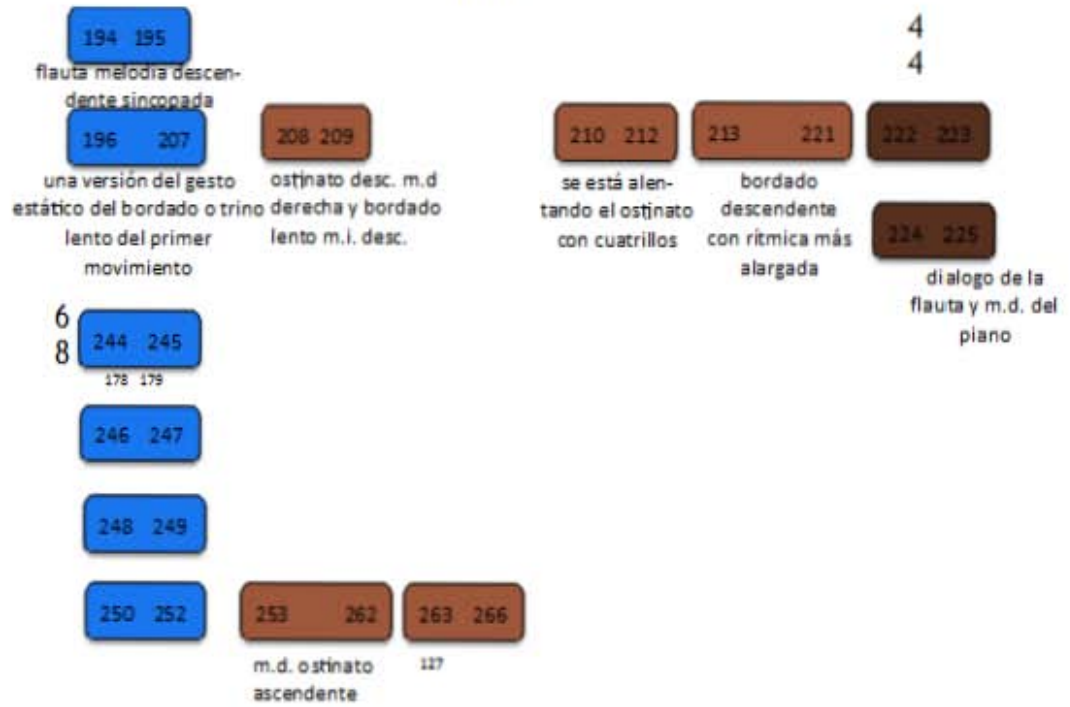 194 195
4
4
flauta melodía descen-
dente sincopada
196 207
208 209
210 212
213 221
222 223
una versión del gesto
estático del bordado o trino
lento del primer
movimiento
ostinato desc. m.d
derecha y bordado
lento m.i. desc.
se está alen-
tando el ostinato
con cuatrillos
bordado
descendente
con rítmica más
alargada
224 225
dialogo de la
flauta y m.d. del
piano
6
8
244 245
178 179
246 247
248 249
250 252
253 262
263 266
m.d. ostinato
ascendente
127